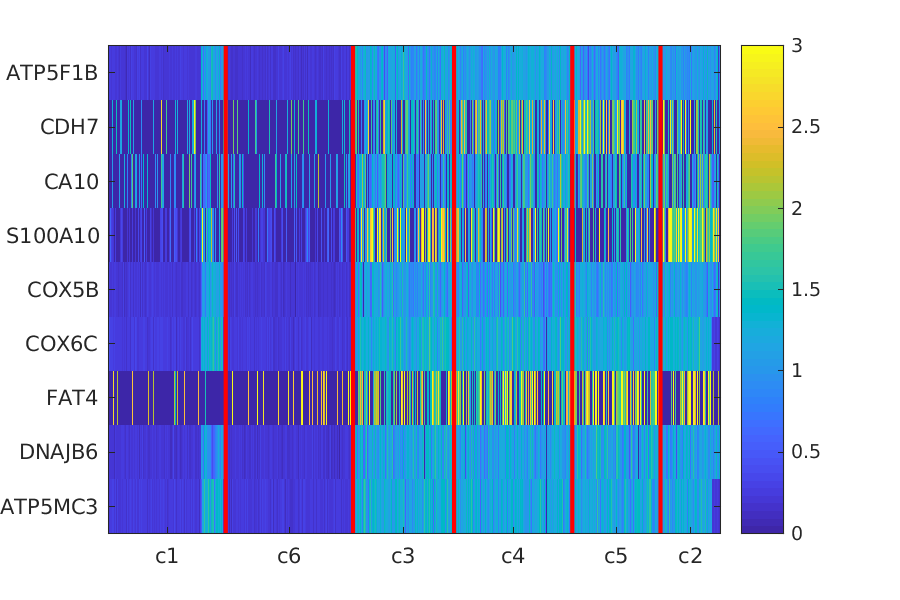 ATP5F1B
CDH7
CA10
S100A10
COX5B
COX6C
FAT4
DNAJB6
ATP5MC3
c1 c6 c3 c4 c5 c2
3
2.5
2
1.5
1
0.5
0